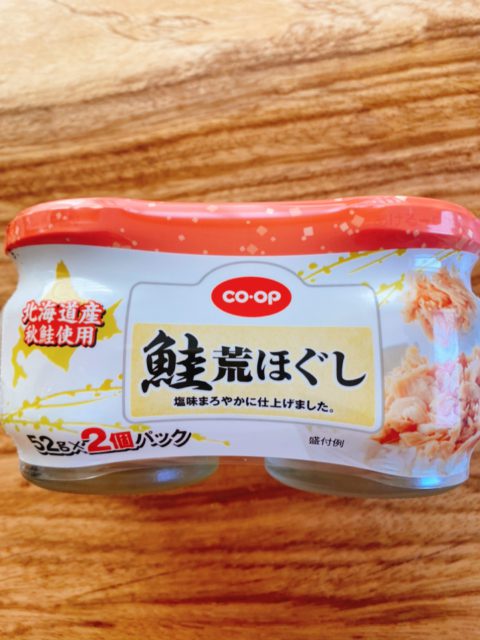 CO·OP
北海道産
秋鮭使用
鮭荒ほぐし
塩味まろやかに仕上げました。
52g×2個パック
盛付例